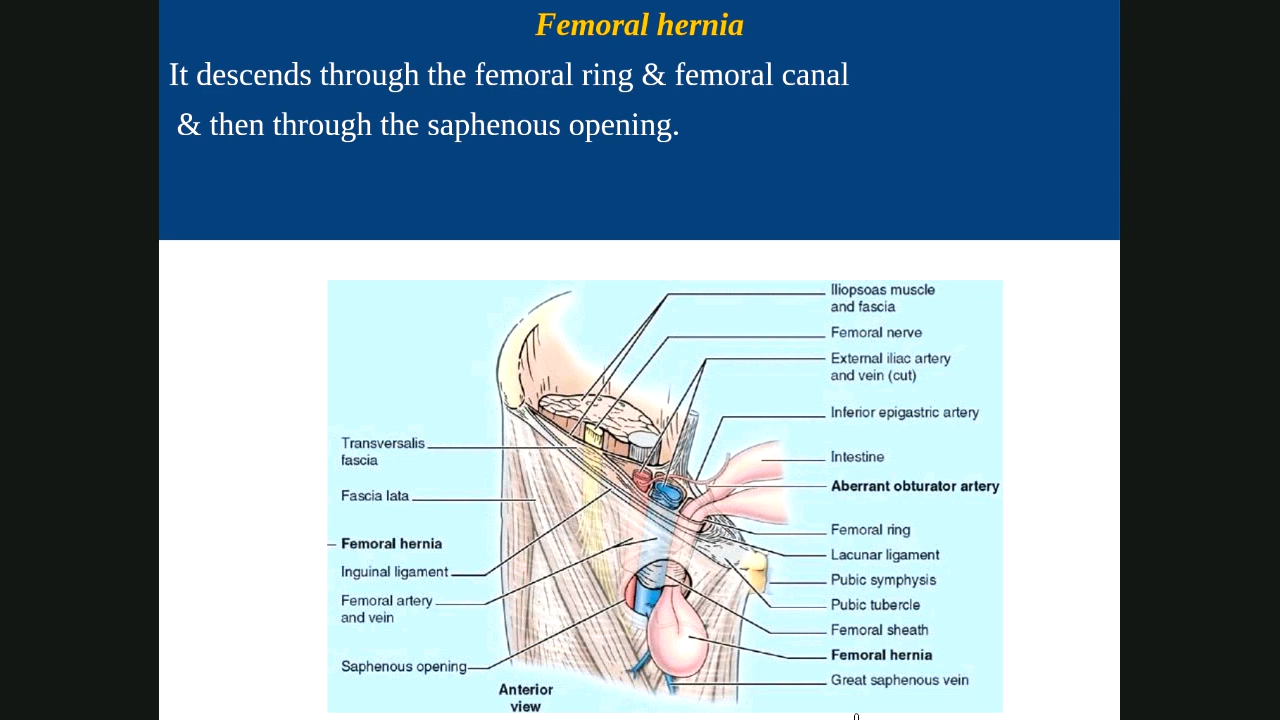 Femoral hernia
It descends through the femoral ring & femoral canal
& then through the saphenous opening.
Iliopsoas muscle
and fascia
Femoral nerve
External iliac artery
and vein (cut)
Inferior epigastric artery
Intestine
Aberrant obturator artery
Femoral ring
Lacunar ligament
Pubic symphysis
Pubic tubercle
Femoral sheath
Femoral hernia
Great saphenous vein
Transversalis
fascia
Fascia lata
Femoral hernia
Inguinal ligament
Femoral artery
and vein
Saphenous opening
Anterior
view